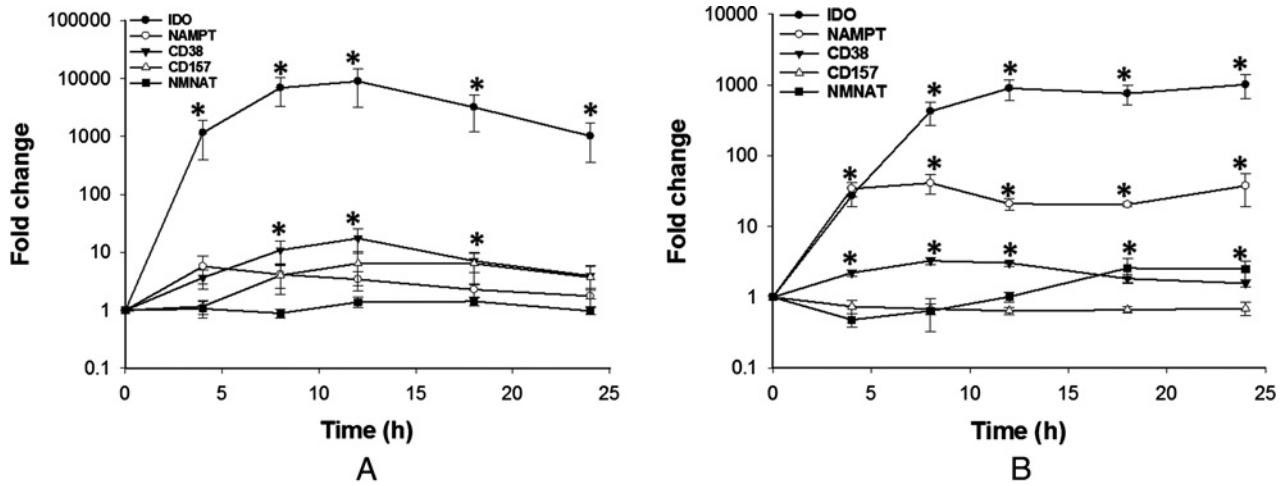 100000
10000
1000
100
10
1
0.1
Fold change
IDO
NAMPT
CD38
CD157
NMNAT
*
*
*
*
*
*
*
*
0 5 10 15 20 25
Time (h)
A
10000
1000
100
10
1
0.1
Fold change
IDO
NAMPT
CD38
CD157
NMNAT
*
*
*
*
*
*
*
*
*
*
*
*
*
*
0 5 10 15 20 25
Time (h)
B